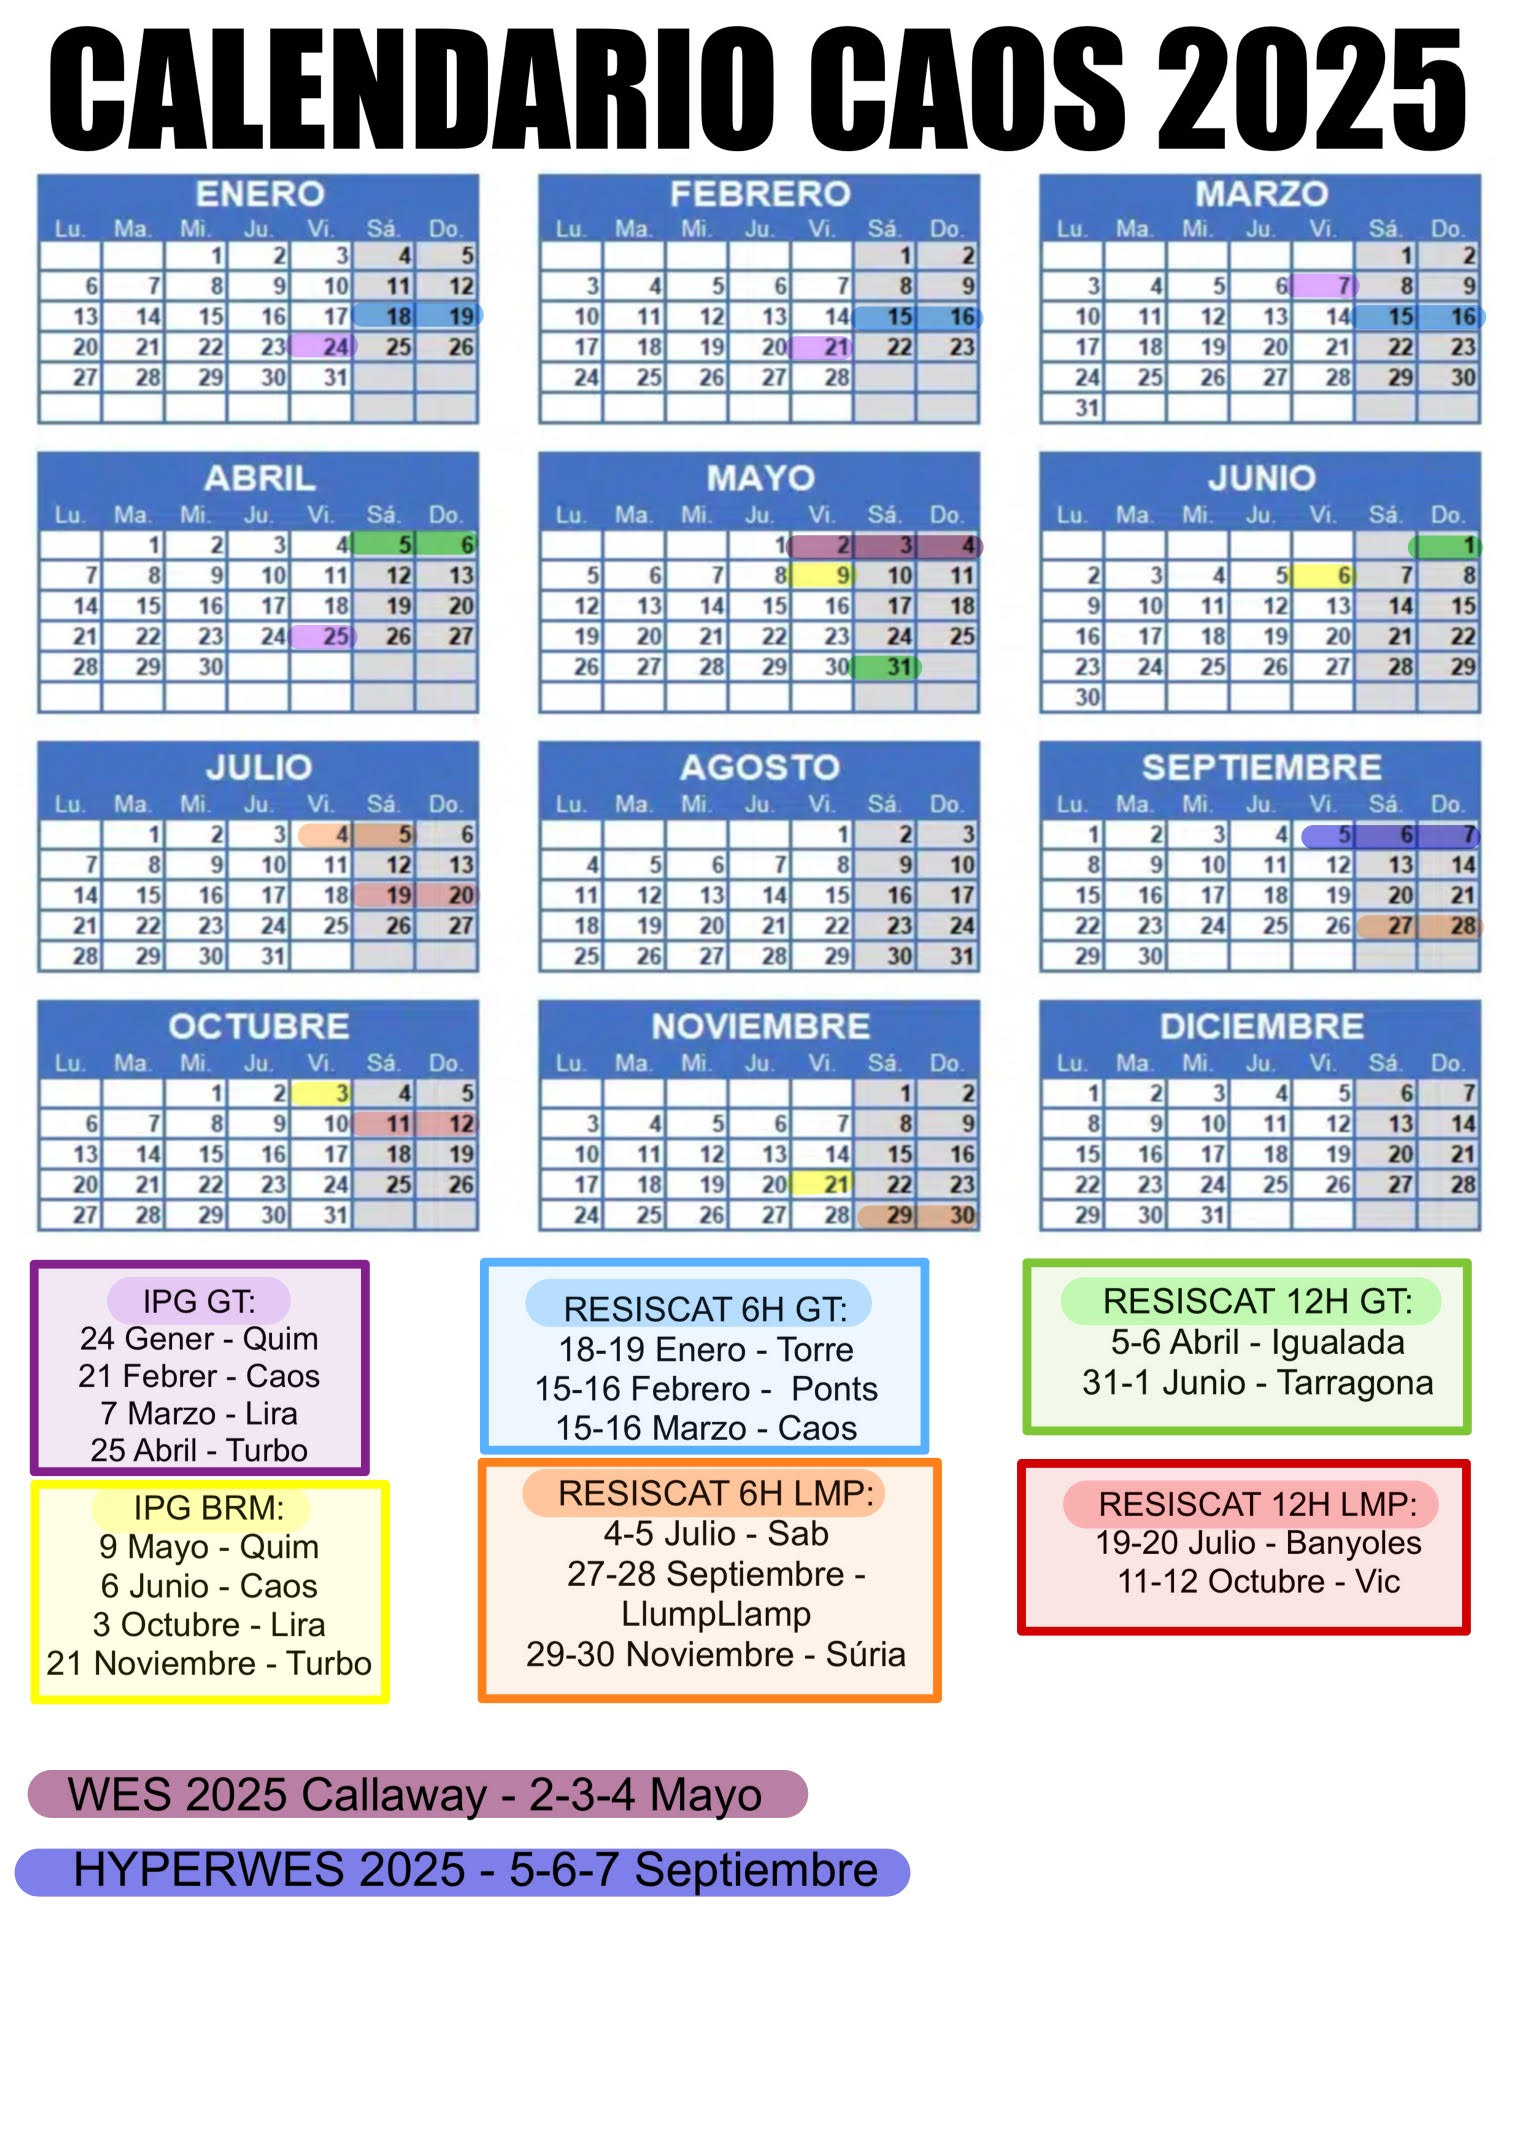 CALENDARIO CAOS 2025
ENERO
Lu. Ma. Mi. Ju. Vi. Sá. Do.
1 2 3 4 5
6 7 8 9 10 11 12
13 14 15 16 17 18 19
20 21 22 23 24 25 26
27 28 29 30 31
FEBRERO
Lu. Ma. Mi. Ju. Vi. Sá. Do.
1 2
3 4 5 6 7 8 9
10 11 12 13 14 15 16
17 18 19 20 21 22 23
24 25 26 27 28
MARZO
Lu. Ma. Mi. Ju. Vi. Sá. Do.
1 2
3 4 5 6 7 8 9
10 11 12 13 14 15 16
17 18 19 20 21 22 23
24 25 26 27 28 29 30
31
ABRIL
Lu. Ma. Mi. Ju. Vi. Sá. Do.
1 2 3 4 5 6
7 8 9 10 11 12 13
14 15 16 17 18 19 20
21 22 23 24 25 26 27
28 29 30
MAYO
Lu. Ma. Mi. Ju. Vi. Sá. Do.
1 2 3 4
5 6 7 8 9 10 11
12 13 14 15 16 17 18
19 20 21 22 23 24 25
26 27 28 29 30 31
JUNIO
Lu. Ma. Mi. Ju. Vi. Sá. Do.
1
2 3 4 5 6 7 8
9 10 11 12 13 14 15
16 17 18 19 20 21 22
23 24 25 26 27 28 29
30
JULIO
Lu. Ma. Mi. Ju. Vi. Sá. Do.
1 2 3 4 5 6
7 8 9 10 11 12 13
14 15 16 17 18 19 20
21 22 23 24 25 26 27
28 29 30 31
AGOSTO
Lu. Ma. Mi. Ju. Vi. Sá. Do.
1 2 3
4 5 6 7 8 9 10
11 12 13 14 15 16 17
18 19 20 21 22 23 24
25 26 27 28 29 30 31
SEPTIEMBRE
Lu. Ma. Mi. Ju. Vi. Sá. Do.
1 2 3 4 5 6 7
8 9 10 11 12 13 14
15 16 17 18 19 20 21
22 23 24 25 26 27 28
29 30
OCTUBRE
Lu. Ma. Mi. Ju. Vi. Sá. Do.
1 2 3 4 5
6 7 8 9 10 11 12
13 14 15 16 17 18 19
20 21 22 23 24 25 26
27 28 29 30 31
NOVIEMBRE
Lu. Ma. Mi. Ju. Vi. Sá. Do.
1 2
3 4 5 6 7 8 9
10 11 12 13 14 15 16
17 18 19 20 21 22 23
24 25 26 27 28 29 30
DICIEMBRE
Lu. Ma. Mi. Ju. Vi. Sá. Do.
1 2 3 4 5 6 7
8 9 10 11 12 13 14
15 16 17 18 19 20 21
22 23 24 25 26 27 28
29 30 31
IPG GT:
24 Gener - Quim
21 Febrer - Caos
7 Marzo - Lira
25 Abril - Turbo
RESISCAT 6H GT:
18-19 Enero - Torre
15-16 Febrero - Ponts
15-16 Marzo - Caos
RESISCAT 12H GT:
5-6 Abril - Igualada
31-1 Junio - Tarragona
IPG BRM:
9 Mayo - Quim
6 Junio - Caos
3 Octubre - Lira
21 Noviembre - Turbo
RESISCAT 6H LMP:
4-5 Julio - Sab
27-28 Septiembre -
LlumpLlamp
29-30 Noviembre - Súria
RESISCAT 12H LMP:
19-20 Julio - Banyoles
11-12 Octubre - Vic
WES 2025 Callaway - 2-3-4 Mayo
HYPERWES 2025 - 5-6-7 Septiembre